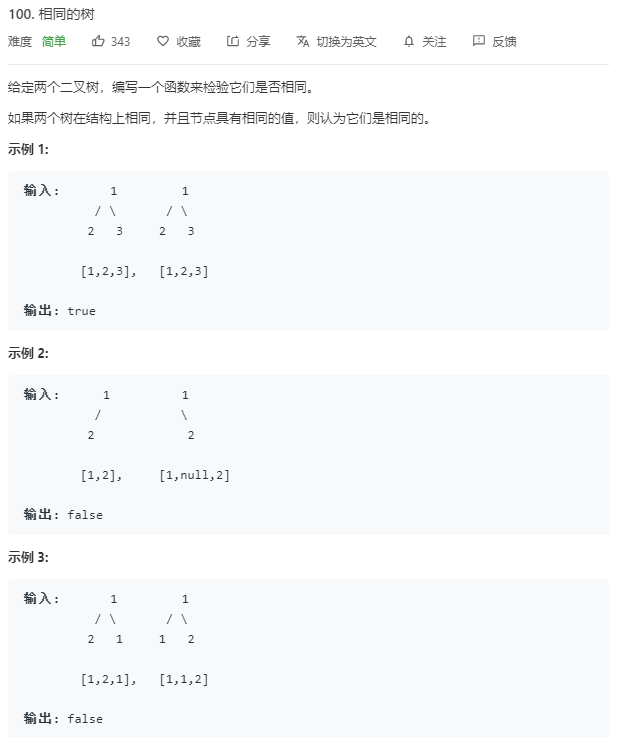 100. 相同的树
难度 简单 343 收藏 分享 切换为英文 关注 反馈
给定两个二叉树，编写一个函数来检验它们是否相同。
如果两个树在结构上相同，并且节点具有相同的值，则认为它们是相同的。
示例 1:
输入:       1         1
          / \       / \
         2   3     2   3
        [1,2,3],   [1,2,3]
输出: true
示例 2:
输入:      1          1
          /           \
         2             2
        [1,2],     [1,null,2]
输出: false
示例 3:
输入:       1         1
          / \       / \
         2   1     1   2
        [1,2,1],   [1,1,2]
输出: false